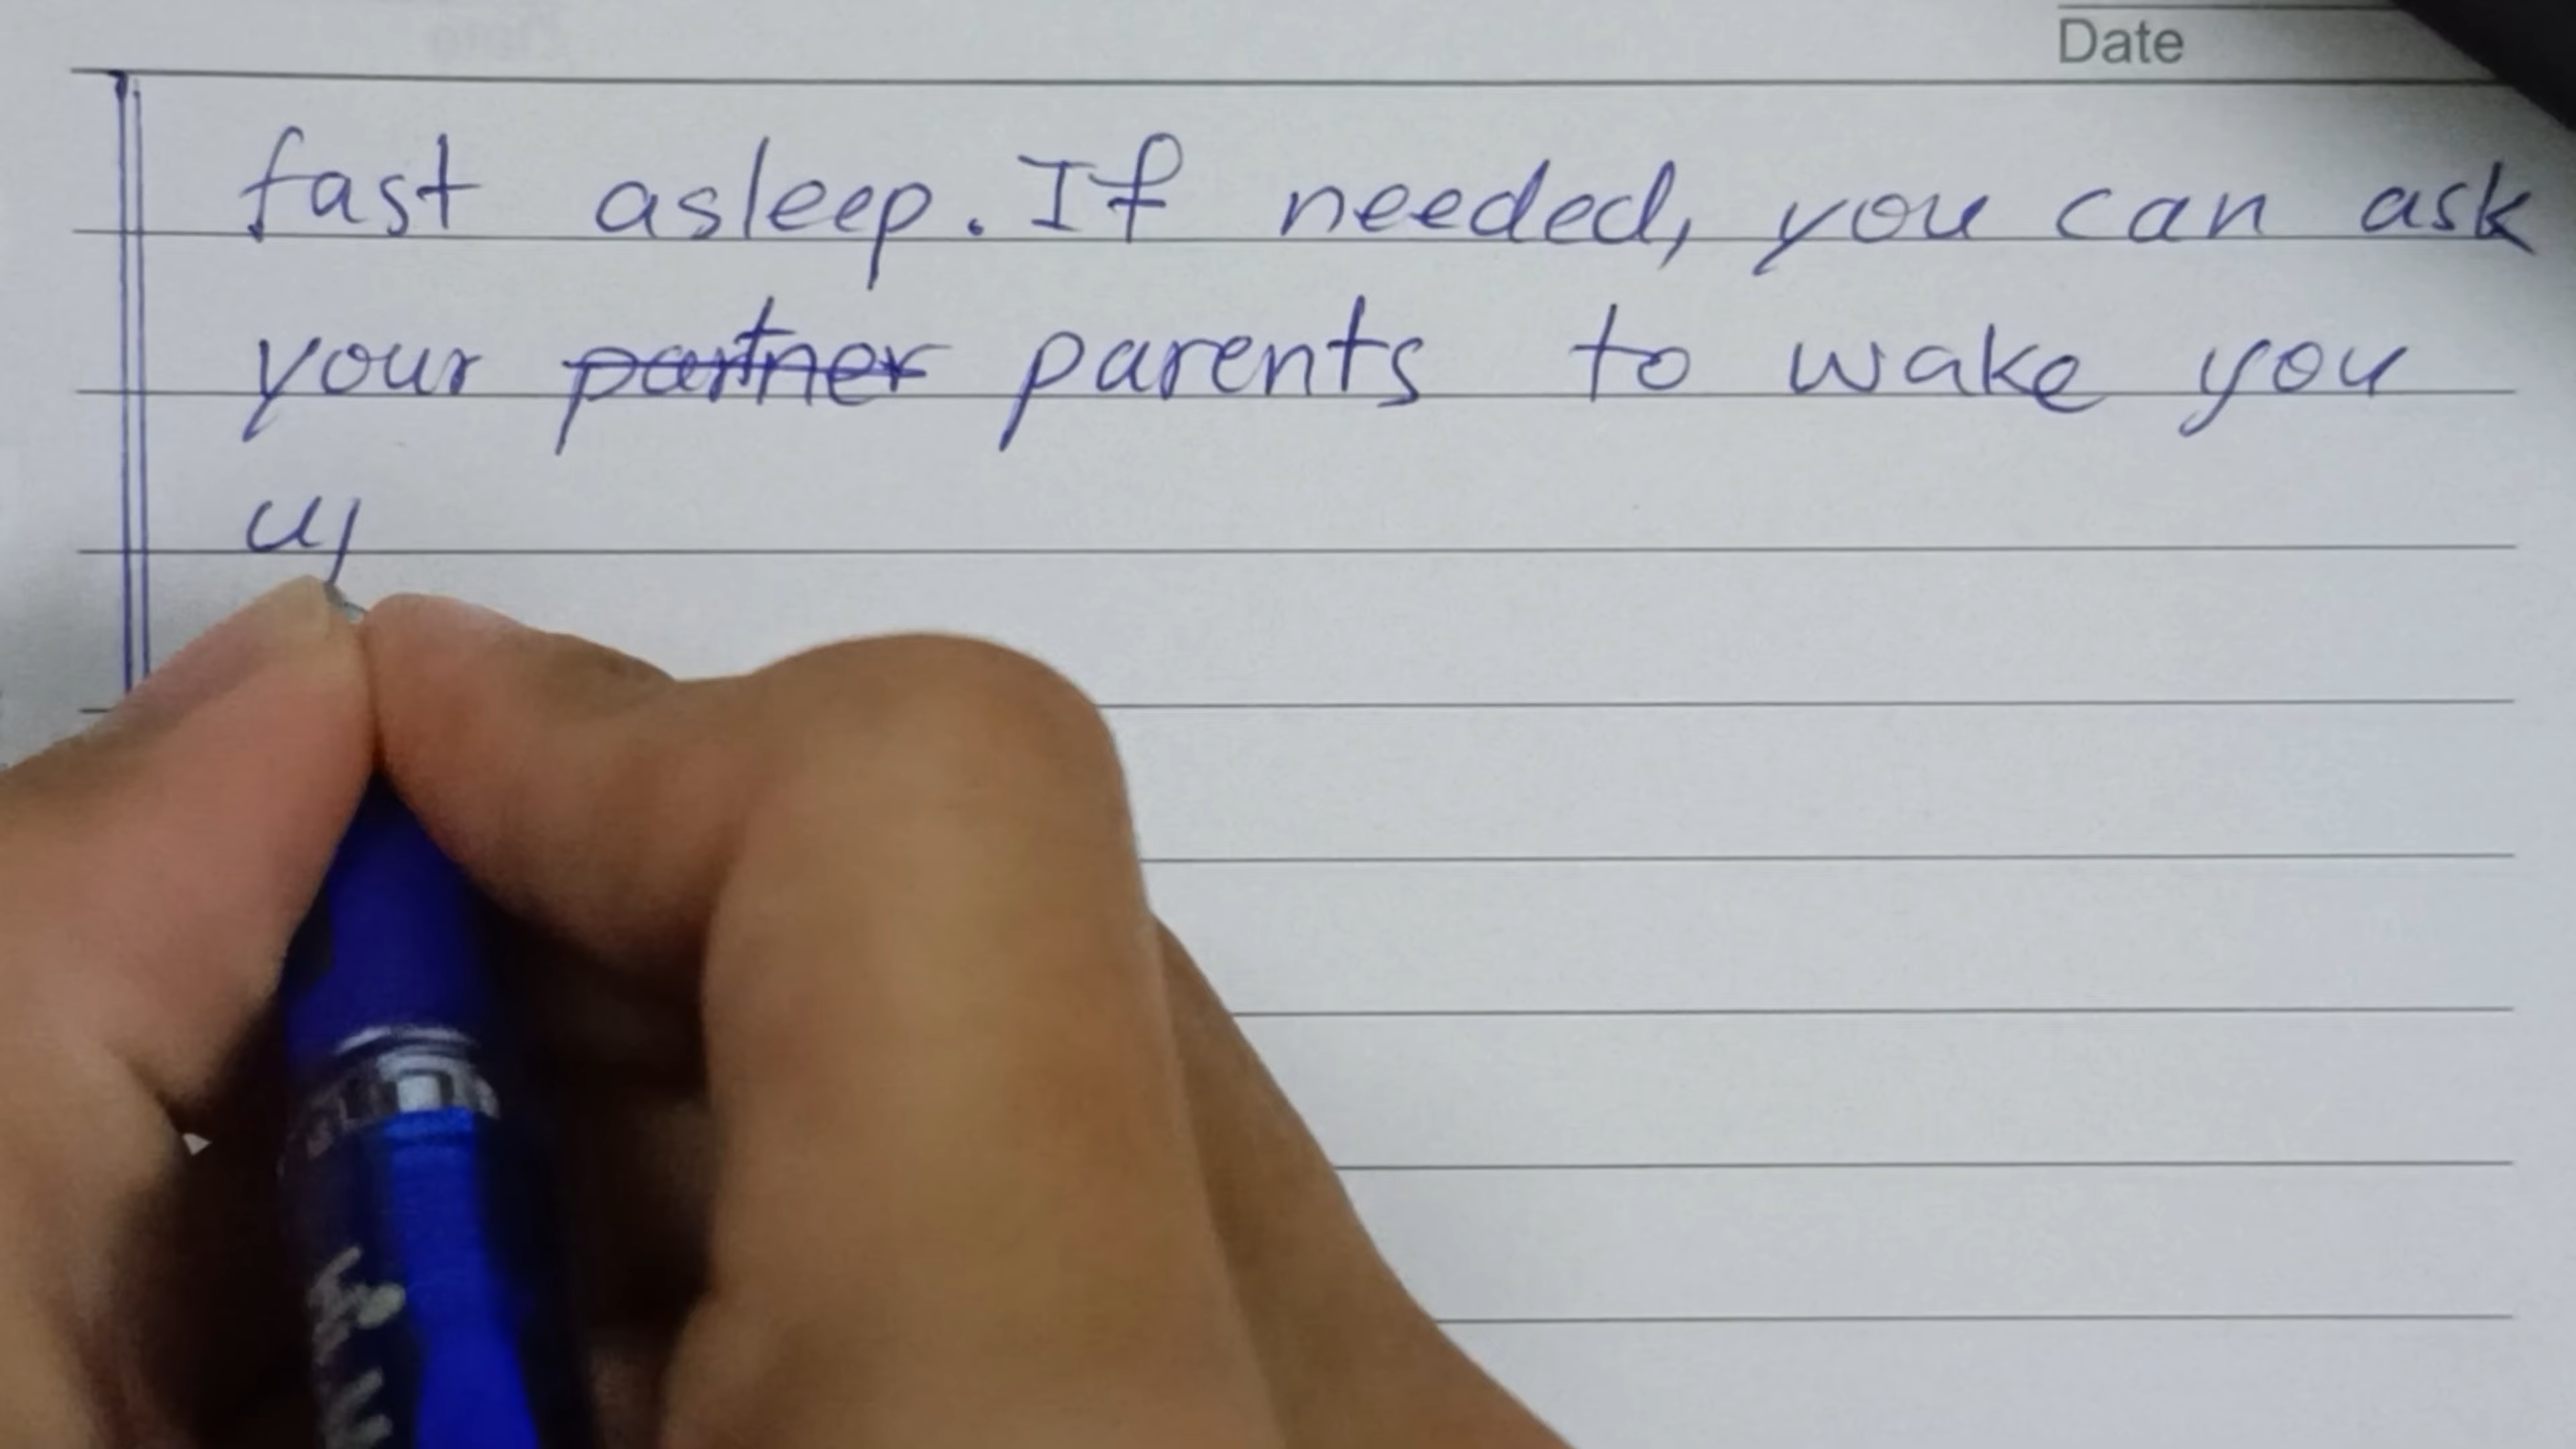 Date
fast asleep. If needed, you can ask
your partner parents to wake you
u